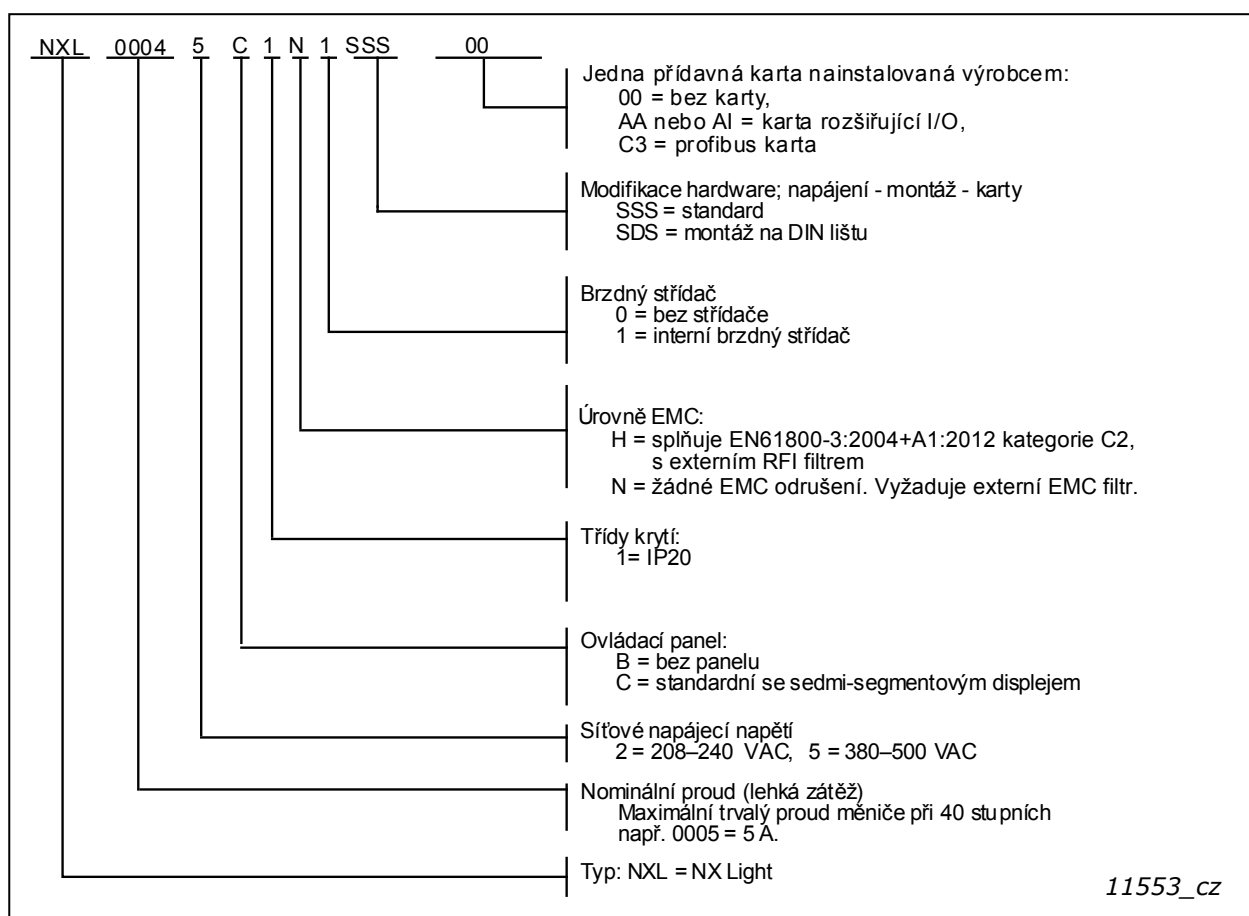 NXL 0004 5 C 1 N 1 SSS 00
Jedna přídavná karta nainstalovaná výrobcem:
00 = bez karty,
AA nebo AI = karta rozšiřující I/O,
C3 = profibus karta
Modifikace hardware; napájení - montáž - karty
SSS = standard
SDS = montáž na DIN lištu
Brzdný střídač
0 = bez střídače
1 = interní brzdný střídač
Úrovně EMC:
H = splňuje EN61800-3:2004+A1:2012 kategorie C2,
s externím RFI filtrem
N = žádné EMC odrušení. Vyžaduje externí EMC filtr.
Třídy krytí:
1= IP20
Ovládací panel:
B = bez panelu
C = standardní se sedmi-segmentovým displejem
Síťové napájecí napětí
2 = 208–240 VAC, 5 = 380–500 VAC
Nominální proud (lehká zátěž)
Maximální trvalý proud měniče při 40 stupních
např. 0005 = 5 A.
Typ: NXL = NX Light
11553_cz